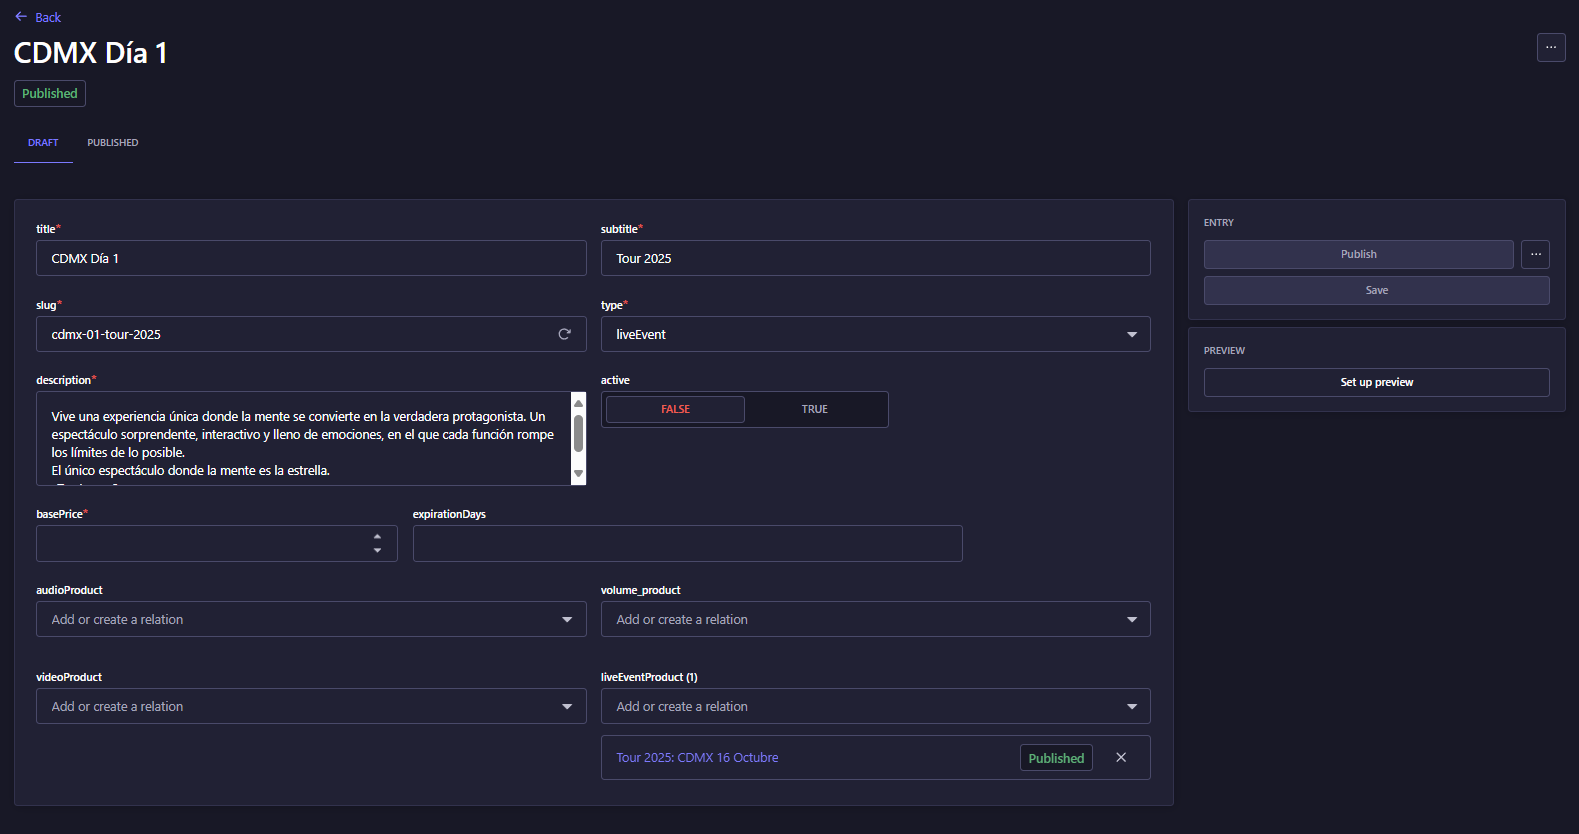 Back
CDMX Día 1
Published
DRAFT PUBLISHED
title*
CDMX Día 1
subtitle*
Tour 2025
slug*
cdmx-01-tour-2025
type*
liveEvent
description*
Vive una experiencia única donde la mente se convierte en la verdadera protagonista. Un
espectáculo sorprendente, interactivo y lleno de emociones, en el que cada función rompe
los límites de lo posible.
El único espectáculo donde la mente es la estrella.
active
FALSE TRUE
basePrice*
expirationDays
audioProduct
Add or create a relation
volume_product
Add or create a relation
videoProduct
Add or create a relation
liveEventProduct (1)
Add or create a relation
Tour 2025: CDMX 16 Octubre
Published
ENTRY
Publish
Save
PREVIEW
Set up preview